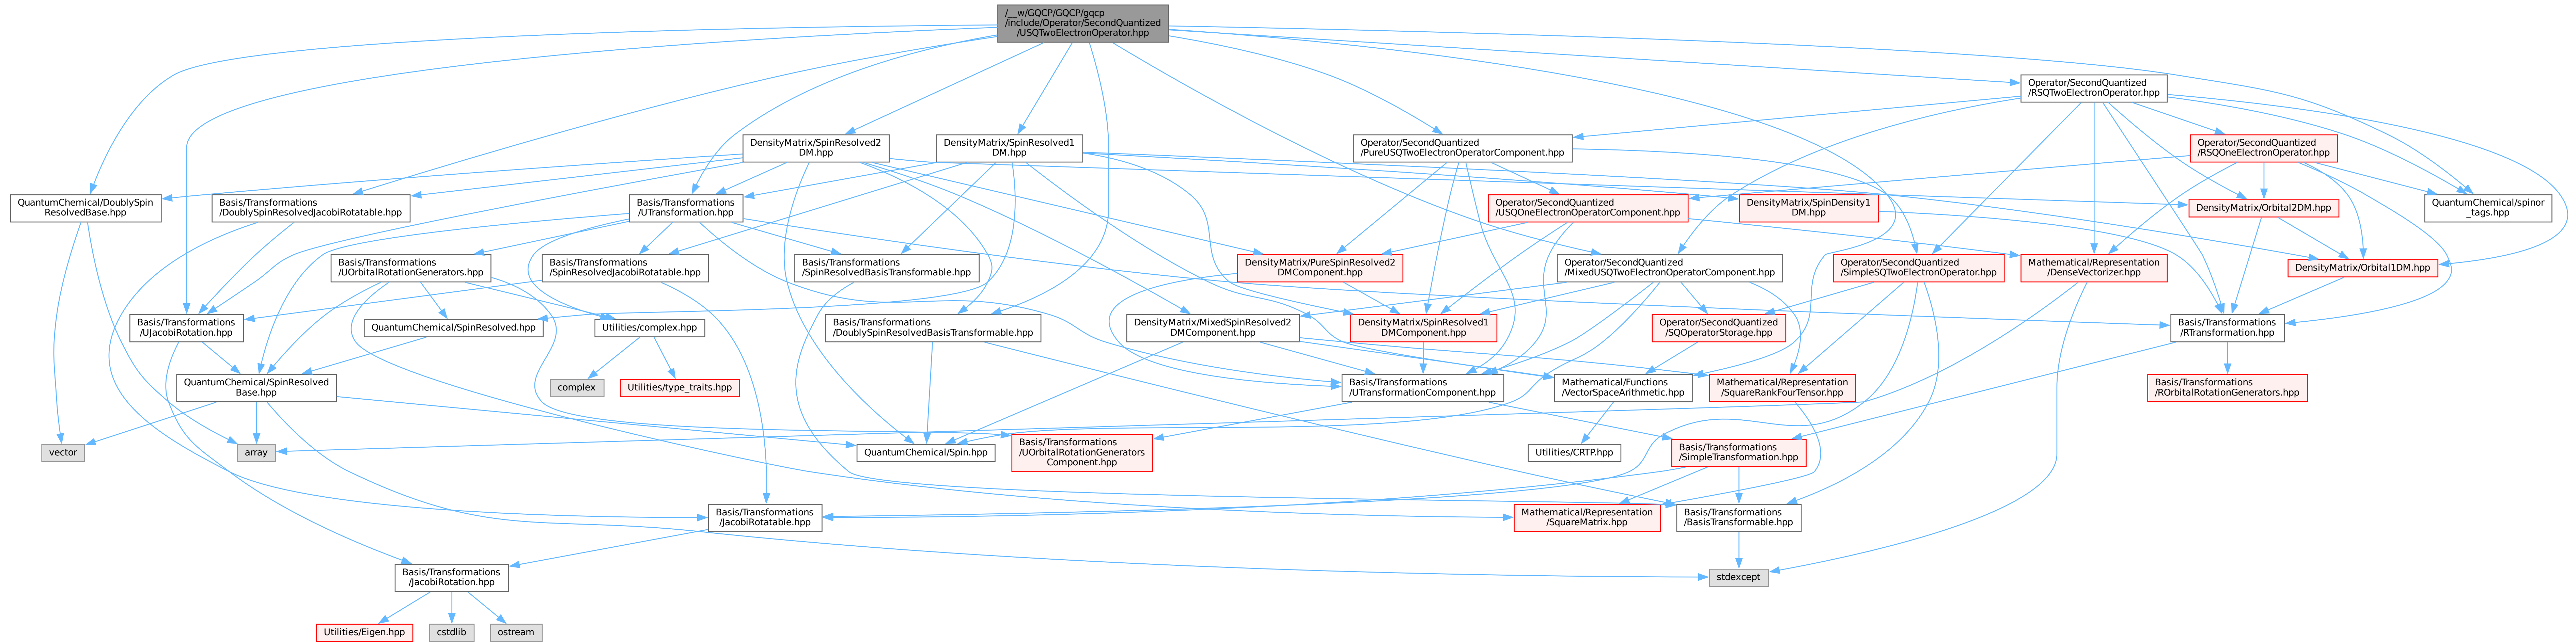 /__w/GQCP/GQCP/gqcp
/include/Operator/SecondQuantized
/USQTwoElectronOperator.hpp
Operator/SecondQuantized
/RSQTwoElectronOperator.hpp
DensityMatrix/SpinResolved2
DM.hpp
DensityMatrix/SpinResolved1
DM.hpp
Operator/SecondQuantized
/PureUSQTwoElectronOperatorComponent.hpp
Operator/SecondQuantized
/RSQOneElectronOperator.hpp
QuantumChemical/DoublySpin
ResolvedBase.hpp
Basis/Transformations
/DoublySpinResolvedJacobiRotatable.hpp
Basis/Transformations
/UTransformation.hpp
Operator/SecondQuantized
/USQOneElectronOperatorComponent.hpp
DensityMatrix/SpinDensity1
DM.hpp
DensityMatrix/Orbital2DM.hpp
QuantumChemical/spinor
_tags.hpp
Basis/Transformations
/UOrbitalRotationGenerators.hpp
Basis/Transformations
/SpinResolvedJacobiRotatable.hpp
Basis/Transformations
/SpinResolvedBasisTransformable.hpp
DensityMatrix/PureSpinResolved2
DMComponent.hpp
Operator/SecondQuantized
/MixedUSQTwoElectronOperatorComponent.hpp
Operator/SecondQuantized
/SimpleSQTwoElectronOperator.hpp
Mathematical/Representation
/DenseVectorizer.hpp
DensityMatrix/Orbital1DM.hpp
Basis/Transformations
/UJacobiRotation.hpp
QuantumChemical/SpinResolved.hpp
Utilities/complex.hpp
Basis/Transformations
/DoublySpinResolvedBasisTransformable.hpp
DensityMatrix/MixedSpinResolved2
DMComponent.hpp
DensityMatrix/SpinResolved1
DMComponent.hpp
Operator/SecondQuantized
/SQOperatorStorage.hpp
Basis/Transformations
/RTransformation.hpp
QuantumChemical/SpinResolved
Base.hpp
complex
Utilities/type_traits.hpp
Basis/Transformations
/UTransformationComponent.hpp
Mathematical/Functions
/VectorSpaceArithmetic.hpp
Mathematical/Representation
/SquareRankFourTensor.hpp
Basis/Transformations
/ROrbitalRotationGenerators.hpp
vector
array
QuantumChemical/Spin.hpp
Basis/Transformations
/UOrbitalRotationGenerators
Component.hpp
Utilities/CRTP.hpp
Basis/Transformations
/SimpleTransformation.hpp
Basis/Transformations
/JacobiRotatable.hpp
Mathematical/Representation
/SquareMatrix.hpp
Basis/Transformations
/BasisTransformable.hpp
Basis/Transformations
/JacobiRotation.hpp
stdexcept
Utilities/Eigen.hpp
cstdlib
ostream